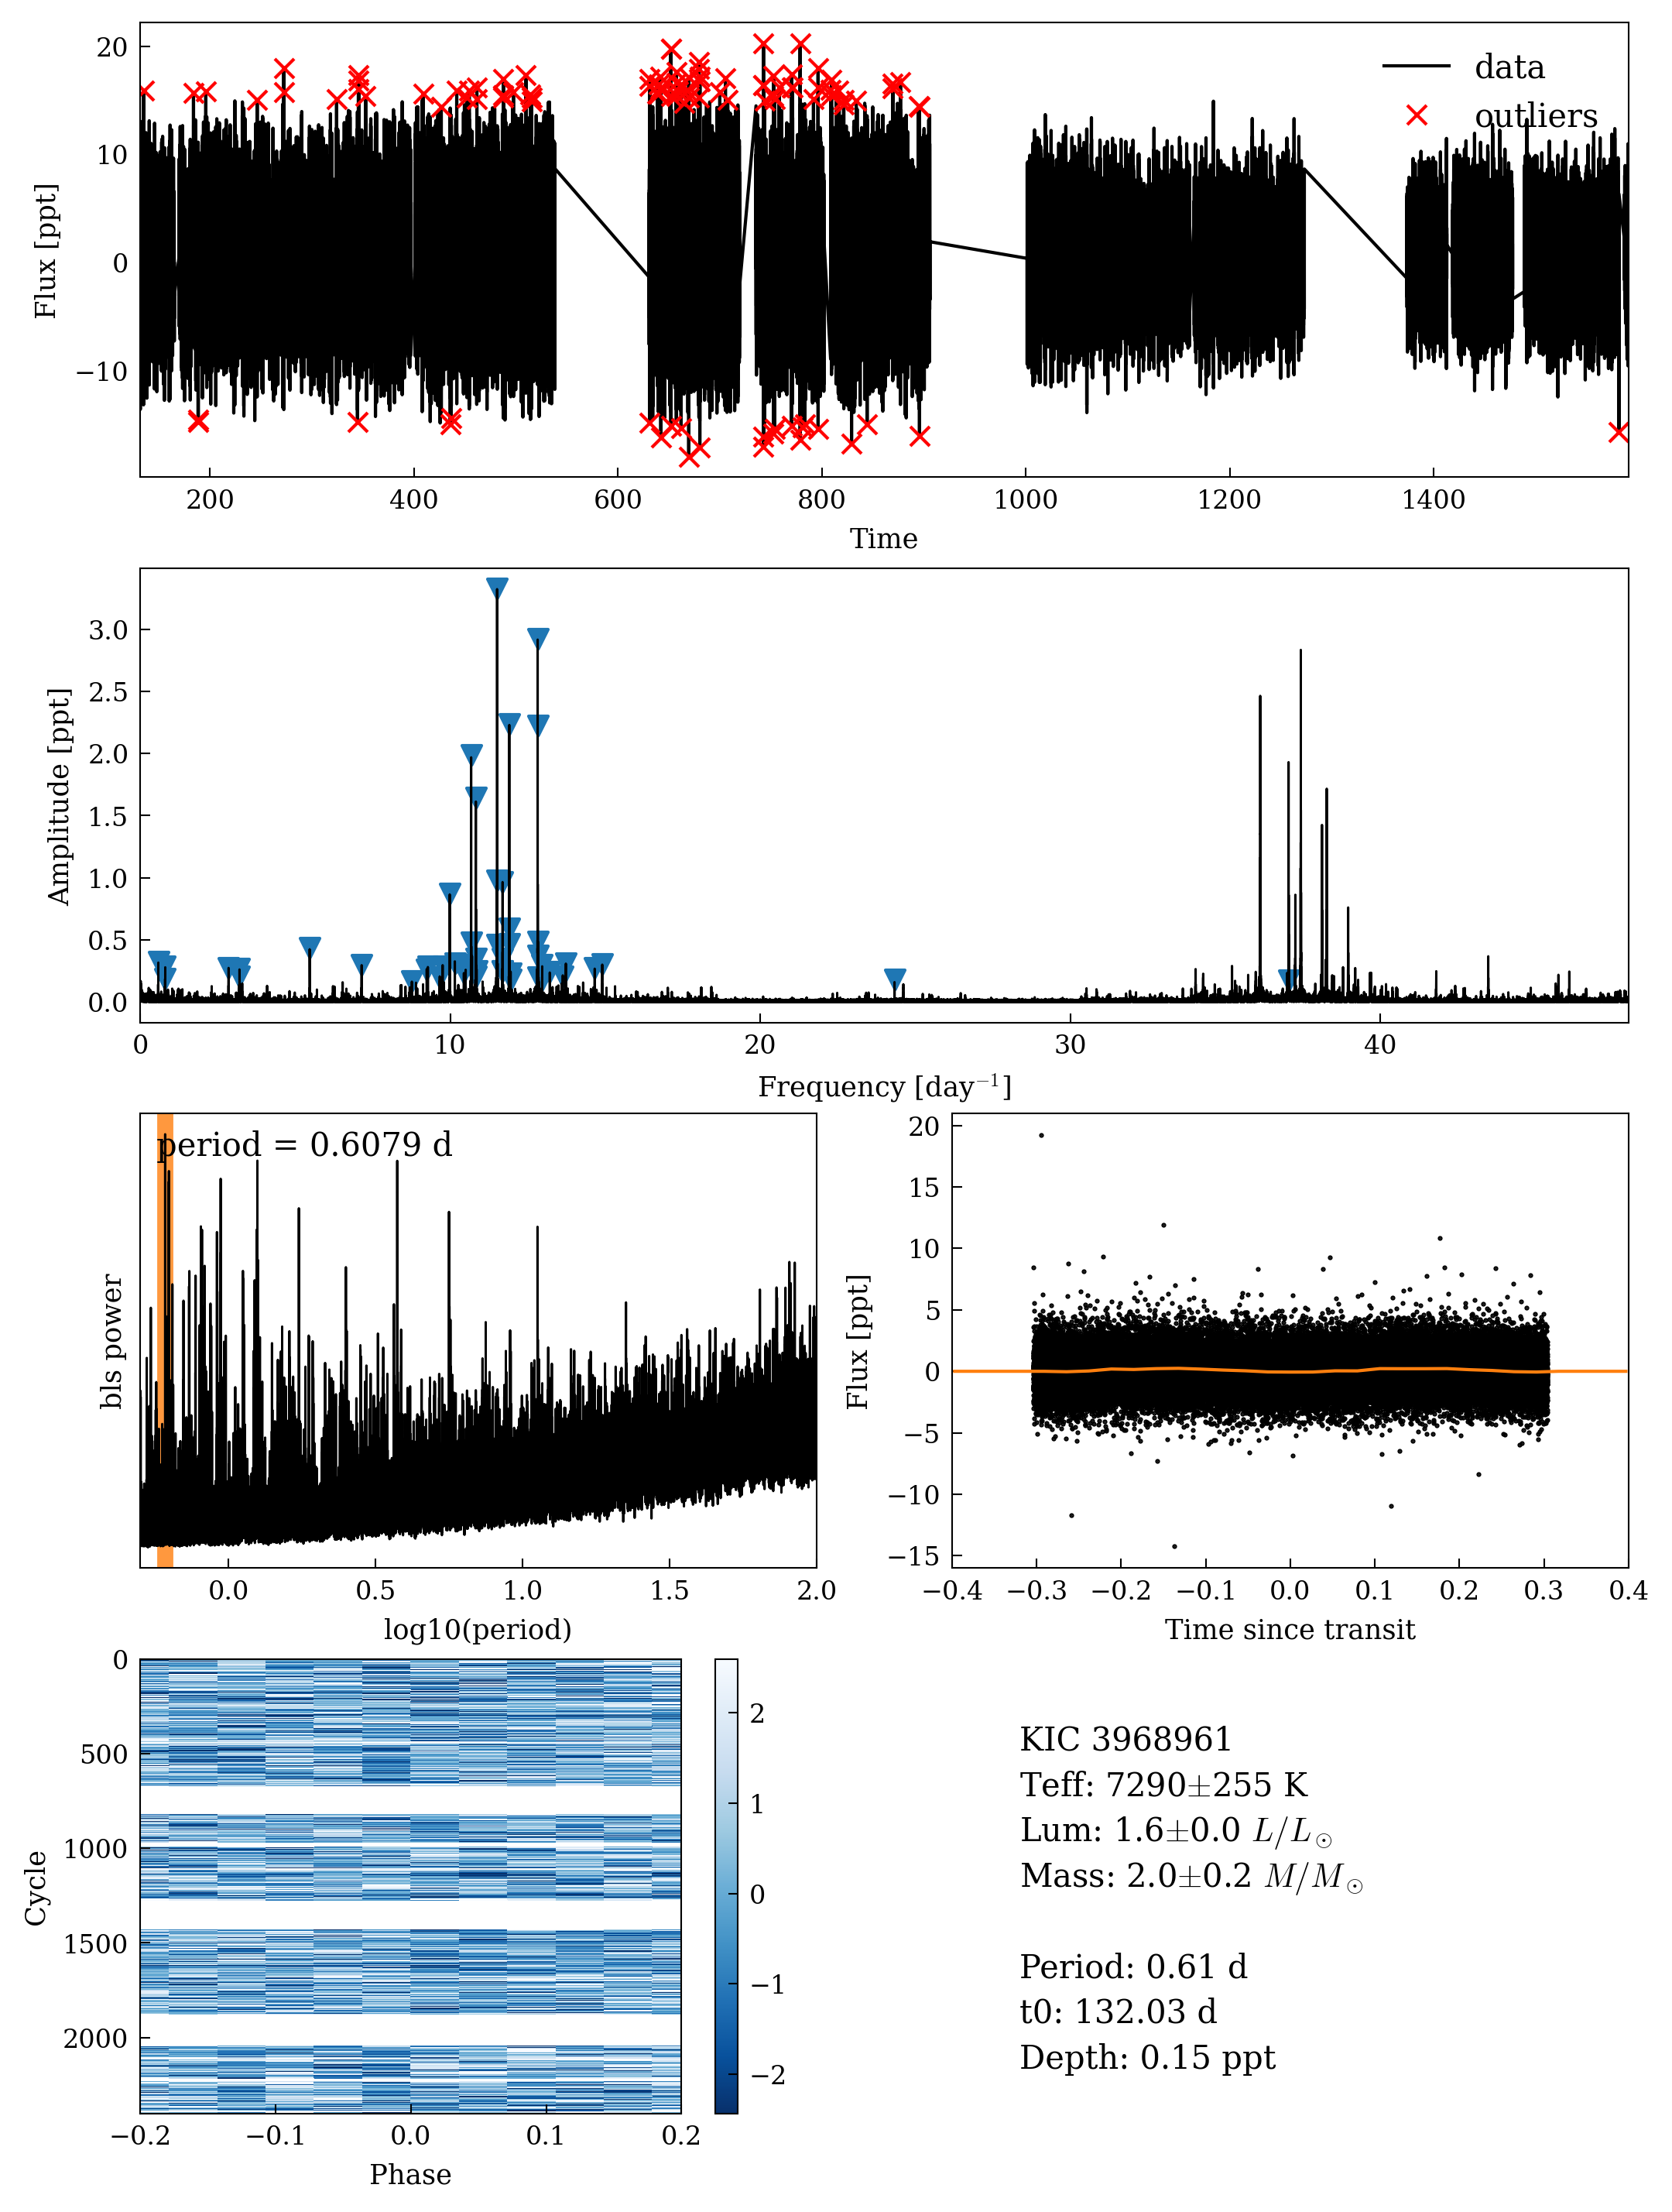 20
10
0
−10
Flux [ppt]
data
outliers
200 400 600 800 1000 1200 1400
Time
3.0
2.5
2.0
1.5
1.0
0.5
0.0
Amplitude [ppt]
0 10 20 30 40
Frequency [day⁻¹]
period = 0.6079 d
bls power
0.0 0.5 1.0 1.5 2.0
log10(period)
20
15
10
5
0
−5
−10
−15
Flux [ppt]
−0.4 −0.3 −0.2 −0.1 0.0 0.1 0.2 0.3 0.4
Time since transit
0
500
1000
1500
2000
Cycle
−0.2 −0.1 0.0 0.1 0.2
Phase
2
1
0
−1
−2
KIC 3968961
Teff: 7290±255 K
Lum: 1.6±0.0 L/L☉
Mass: 2.0±0.2 M/M☉
Period: 0.61 d
t0: 132.03 d
Depth: 0.15 ppt